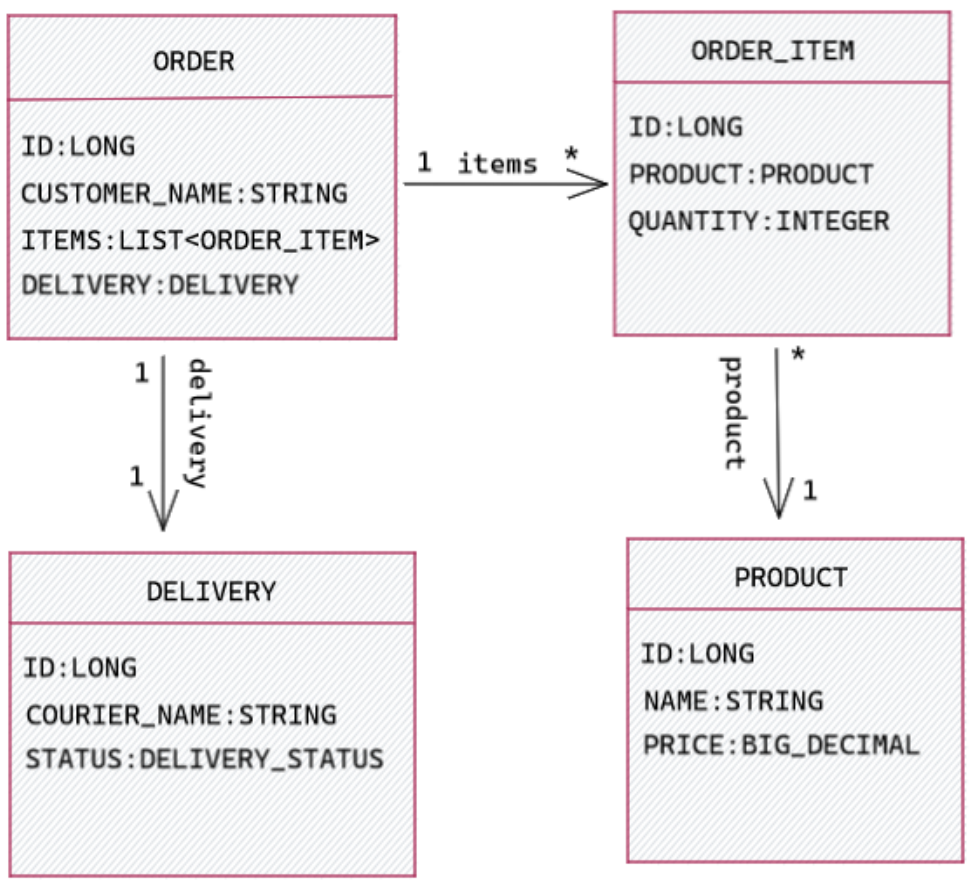 ORDER
ID:LONG
CUSTOMER_NAME:STRING
ITEMS:LIST<ORDER_ITEM>
DELIVERY:DELIVERY
1 items *
ORDER_ITEM
ID:LONG
PRODUCT:PRODUCT
QUANTITY:INTEGER
1
delivery
1
*
product
1
DELIVERY
ID:LONG
COURIER_NAME:STRING
STATUS:DELIVERY_STATUS
PRODUCT
ID:LONG
NAME:STRING
PRICE:BIG_DECIMAL